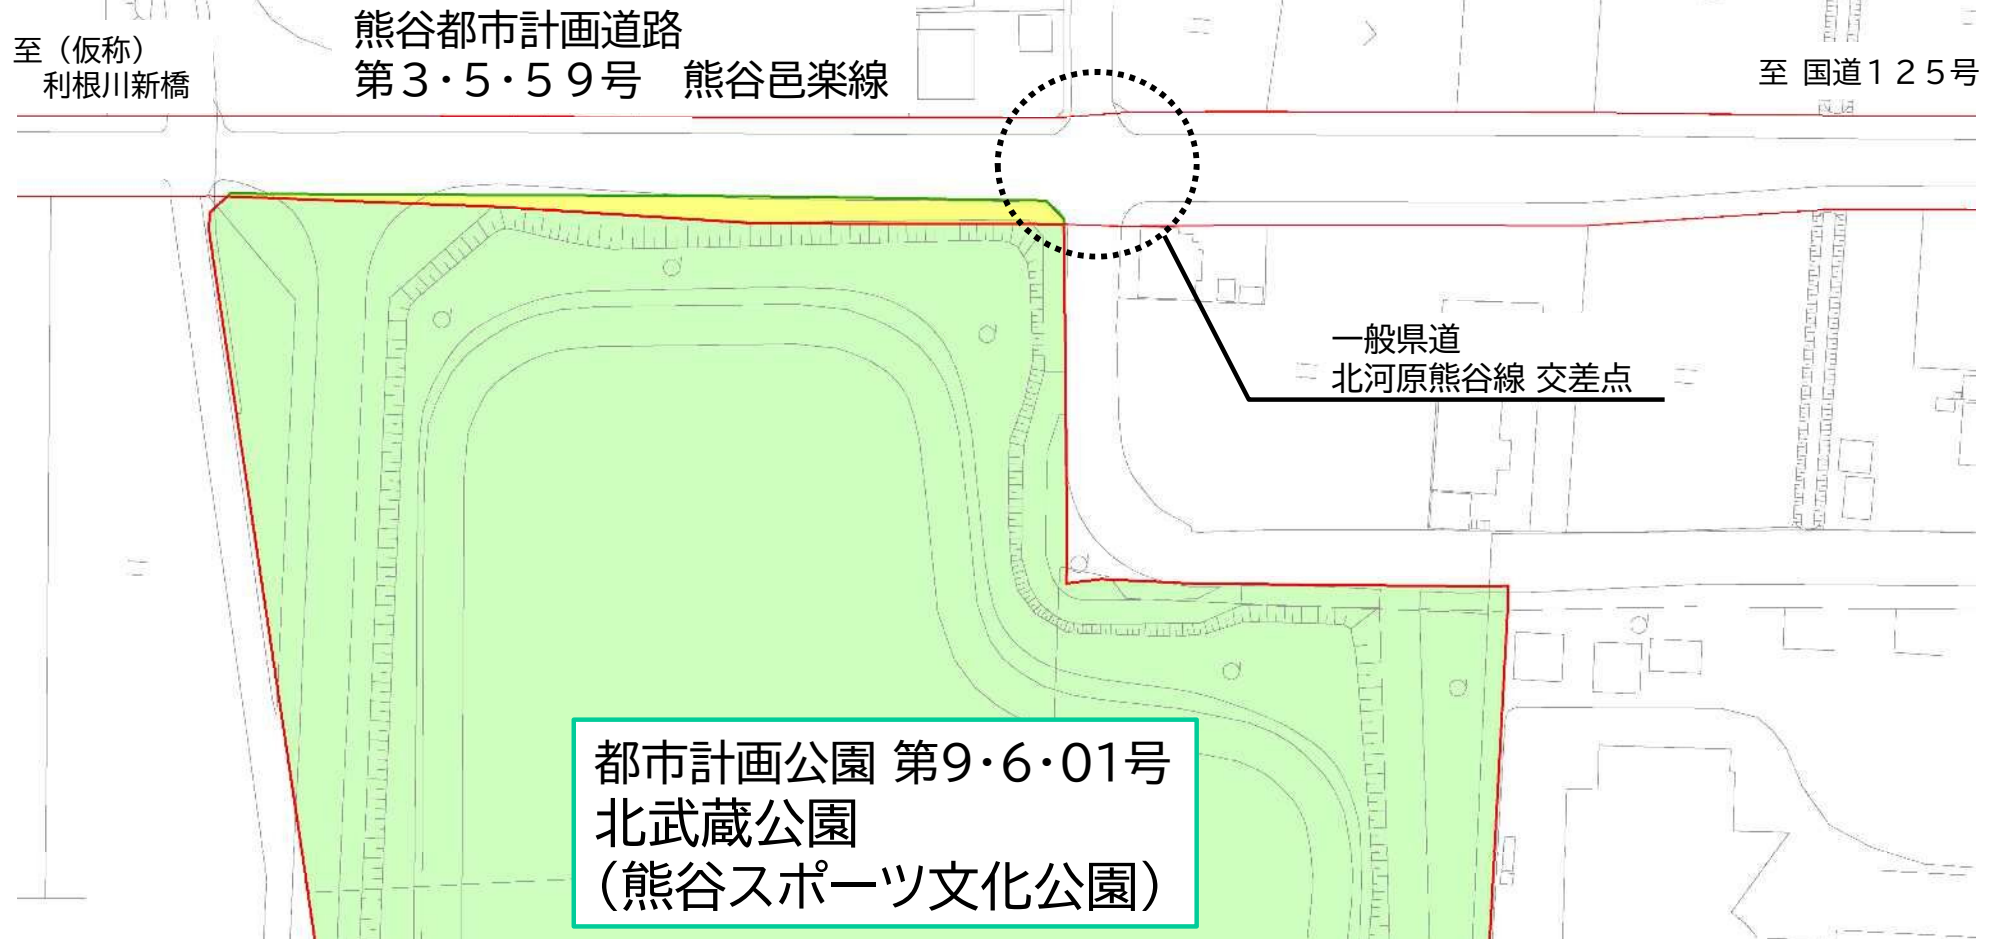 至（仮称）
利根川新橋
熊谷都市計画道路
第３・５・５９号　熊谷邑楽線
至 国道１２５号
一般県道
北河原熊谷線 交差点
都市計画公園 第9・6・01号
北武蔵公園
（熊谷スポーツ文化公園）